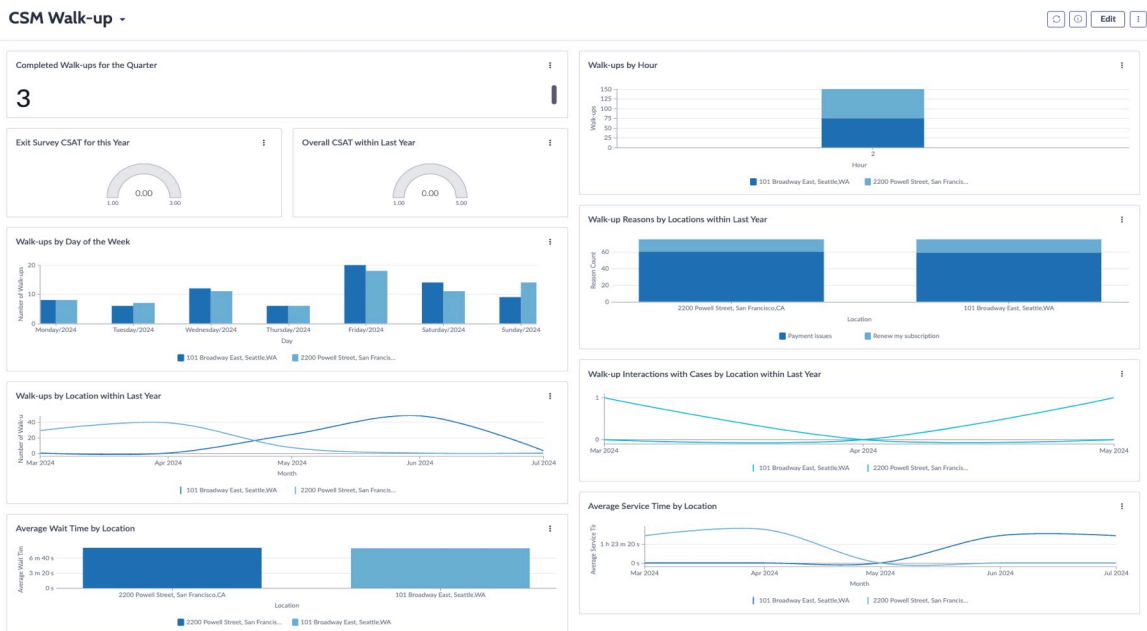 CSM Walk-up
Edit
Completed Walk-ups for the Quarter
3
Exit Survey CSAT for this Year
0.00
1.00 3.00
Overall CSAT within Last Year
0.00
1.00 5.00
Walk-ups by Day of the Week
Number of Walk-ups
20
10
0
Monday/2024 Tuesday/2024 Wednesday/2024 Thursday/2024 Friday/2024 Saturday/2024 Sunday/2024
Day
101 Broadway East, Seattle,WA 2200 Powell Street, San Francis...
Walk-ups by Location within Last Year
Number of Walk-u
40
20
0
Mar 2024 Apr 2024 May 2024 Jun 2024 Jul 2024
Month
101 Broadway East, Seattle,WA 2200 Powell Street, San Francis...
Average Wait Time by Location
Average Wait Tim
6 m 40 s
3 m 20 s
0 s
2200 Powell Street, San Francisco,CA 101 Broadway East, Seattle,WA
Location
2200 Powell Street, San Francis... 101 Broadway East, Seattle,WA
Walk-ups by Hour
Walk-ups
150
125
100
75
50
25
0
2
Hour
101 Broadway East, Seattle,WA 2200 Powell Street, San Francis...
Walk-up Reasons by Locations within Last Year
Reason Count
60
40
20
0
2200 Powell Street, San Francisco,CA 101 Broadway East, Seattle,WA
Location
Payment issues Renew my subscription
Walk-up Interactions with Cases by Location within Last Year
1
0
Mar 2024 Apr 2024 May 2024
101 Broadway East, Seattle,WA 2200 Powell Street, San Francis...
Average Service Time by Location
Average Service Ti
1 h 23 m 20 s
0 s
Mar 2024 Apr 2024 May 2024 Jun 2024 Jul 2024
Month
101 Broadway East, Seattle,WA 2200 Powell Street, San Francis...